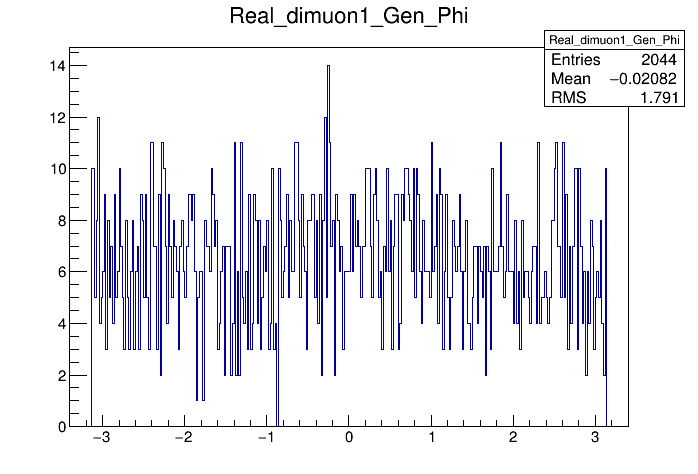 Real_dimuon1_Gen_Phi
Real_dimuon1_Gen_Phi
Entries 2044
Mean −0.02082
RMS 1.791
14
12
10
8
6
4
2
0
−3 −2 −1 0 1 2 3